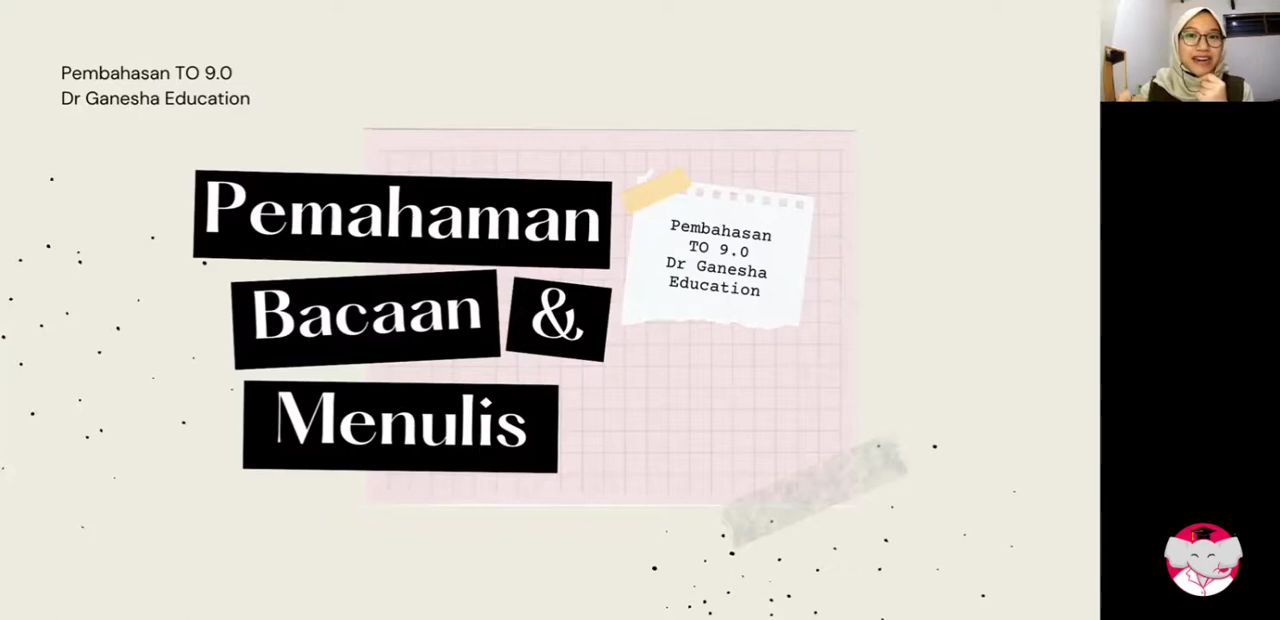 Pembahasan TO 9.0
Dr Ganesha Education
Pemahaman
Bacaan &
Menulis
Pembahasan
TO 9.0
Dr Ganesha
Education